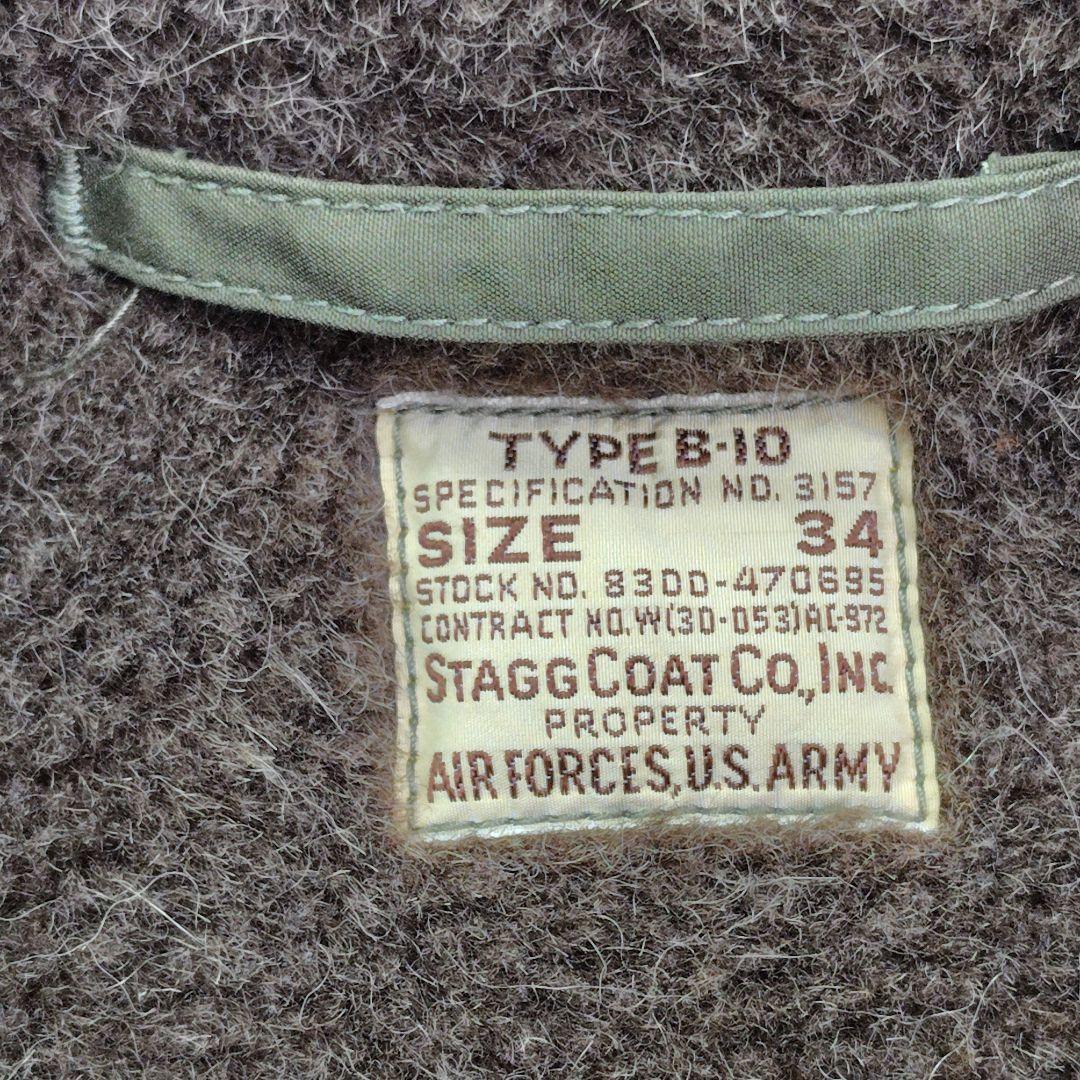 TYPE B-10
SPECIFICATION NO. 3157
SIZE 34
STOCK NO. 8300-470695
CONTRACT NO. W(30-053)AC-972
STAGG COAT CO., INC.
PROPERTY
AIR FORCES, U.S. ARMY